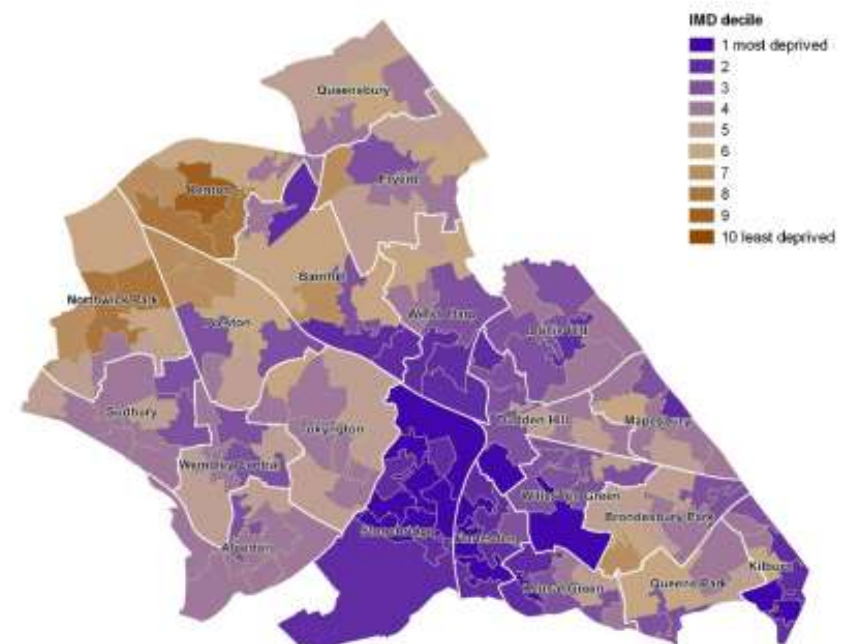 IMD decile
1 most deprived
2
3
4
5
6
7
8
9
10 least deprived
Queensbury
Kenton
Fryent
Barnhill
Northwick Park
Preston
Welsh Harp
Dollis Hill
Sudbury
Tokyington
Dudden Hill
Mapesbury
Wembley Central
Willesden Green
Brondesbury Park
Stonebridge
Harlesden
Alperton
Kilburn
Kensal Green
Queens Park